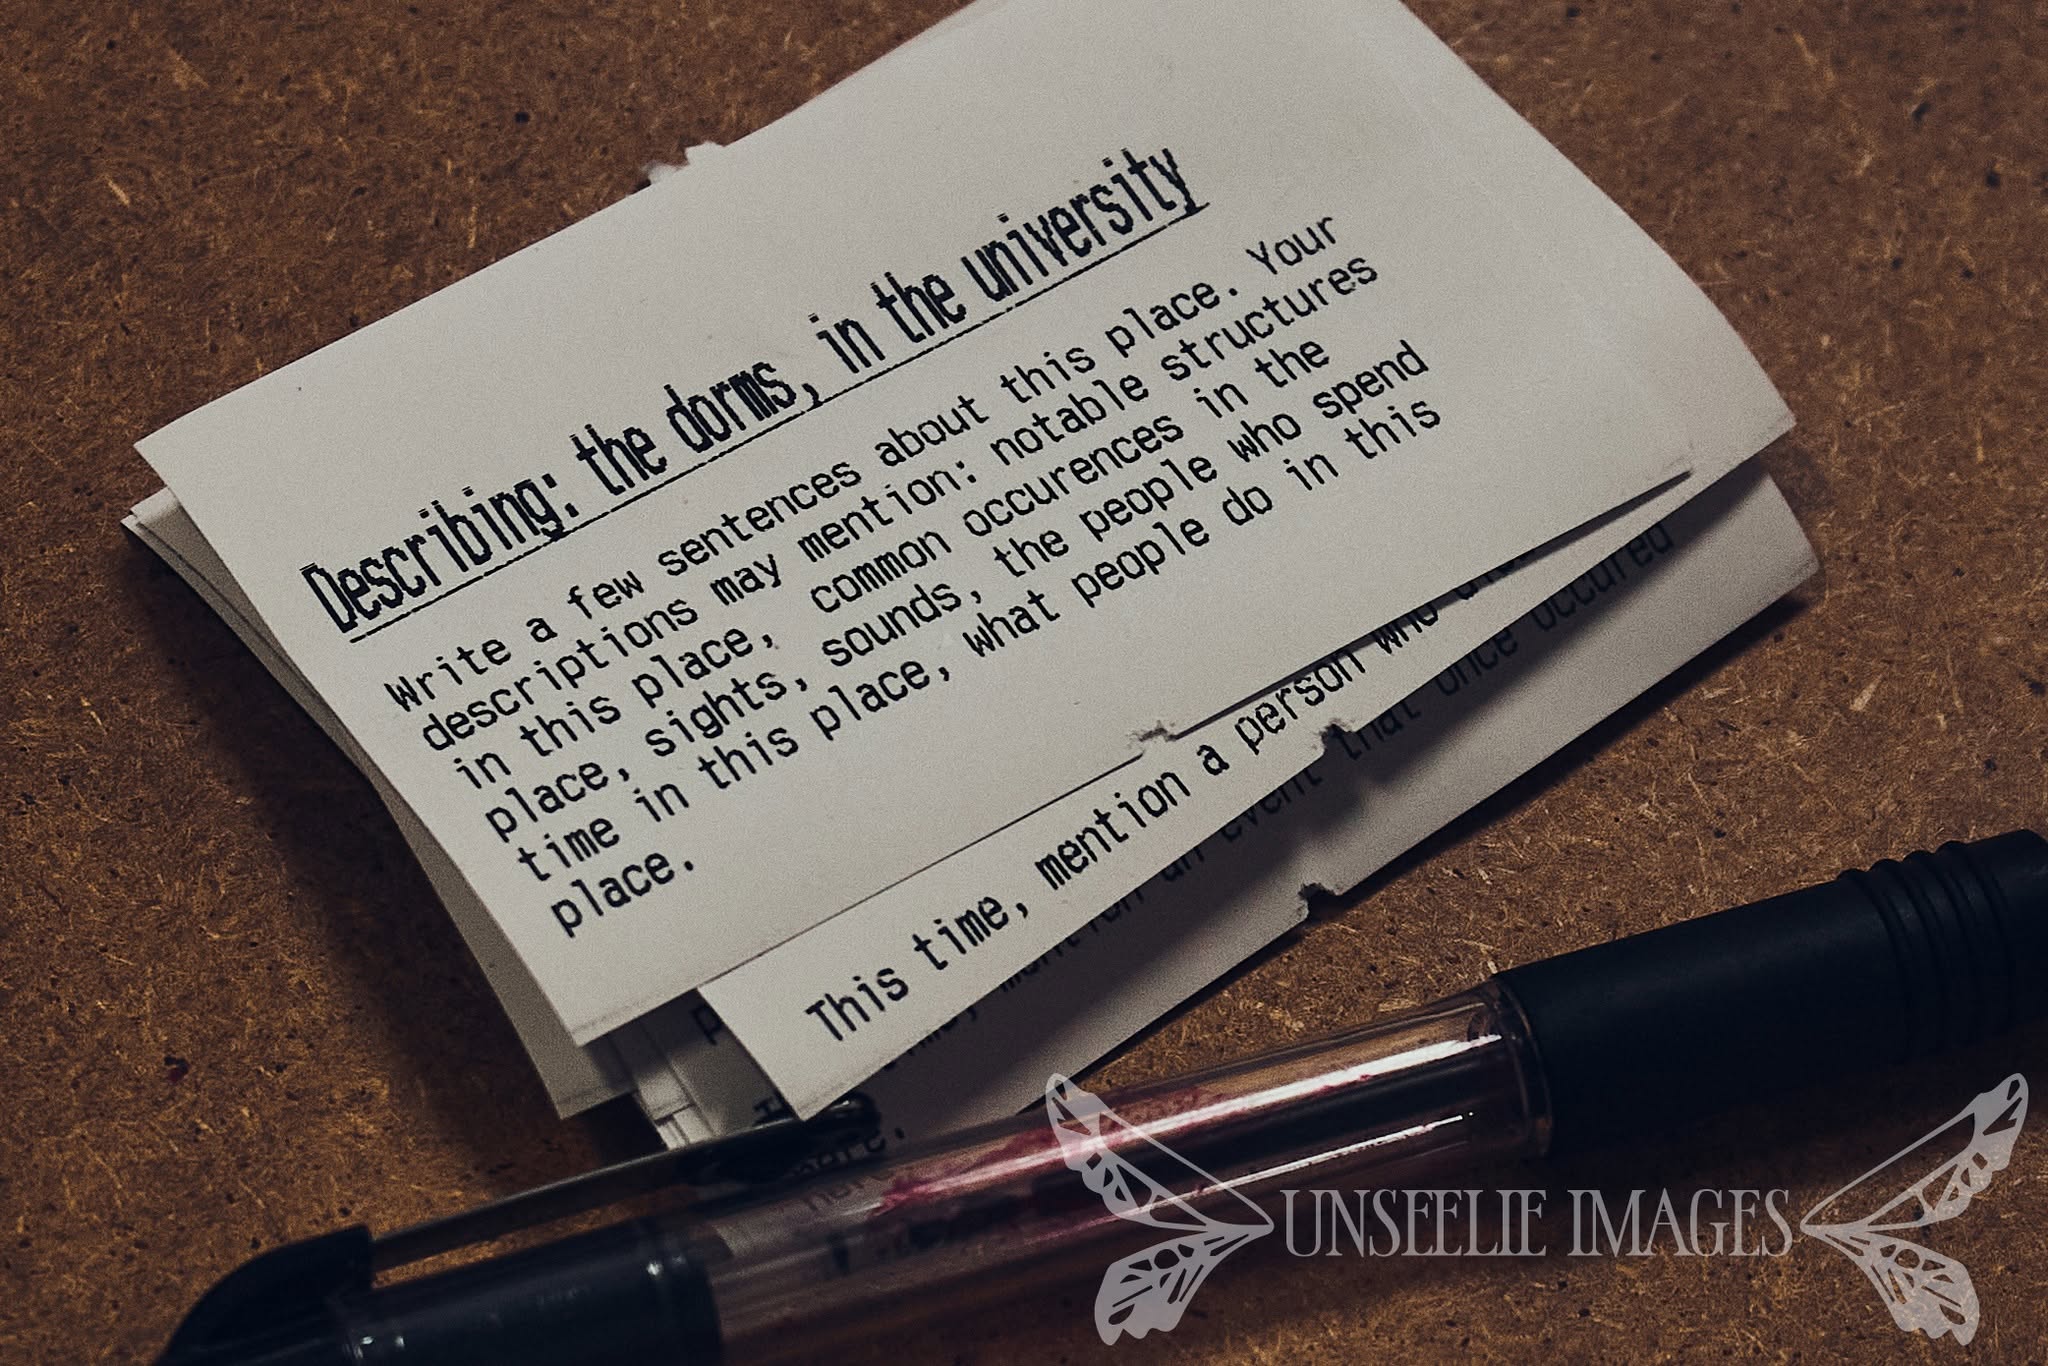 Describing: the dorms, in the university
Write a few sentences about this place. Your
descriptions may mention: notable structures
in this place, common occurences in the
place, sights, sounds, the people who spend
time in this place, what people do in this
place.
This time, mention a person who
mention an event that once occured
UNSEELIE IMAGES